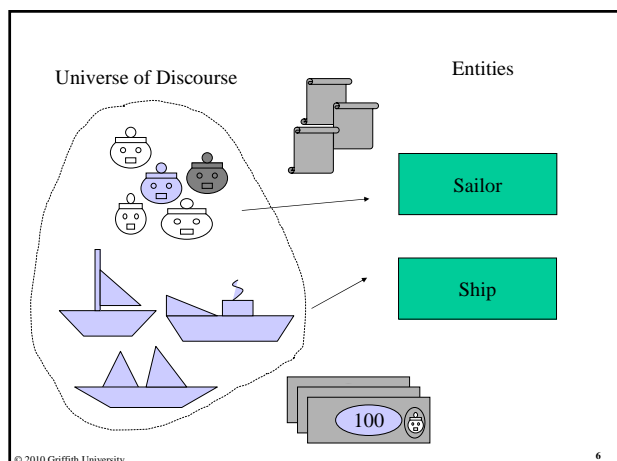 Universe of Discourse
Entities
Sailor
Ship
100
© 2010 Griffith University
6